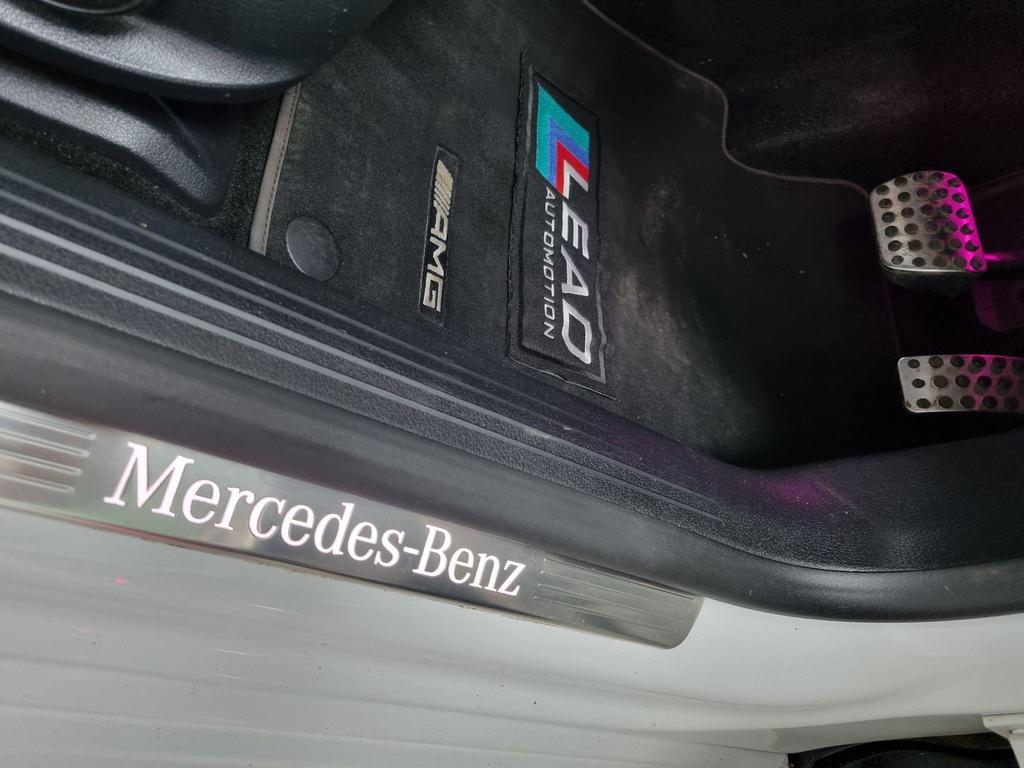 AMG
LEAD
AUTOMOTION
Mercedes-Benz